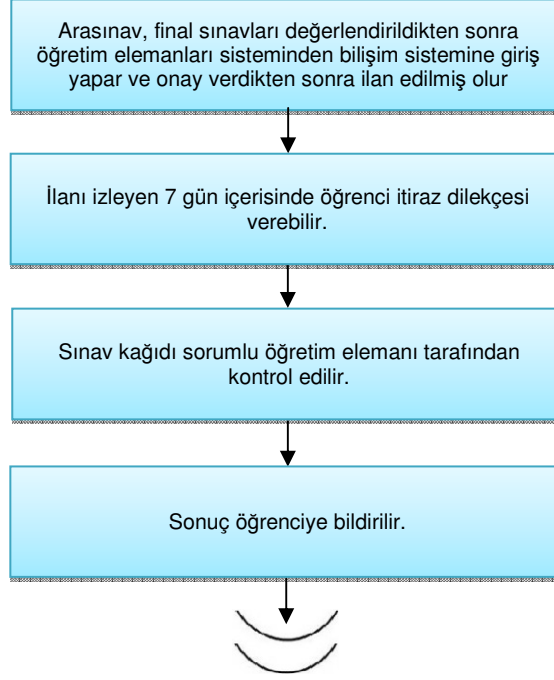 Arasınav, final sınavları değerlendirildikten sonra
öğretim elemanları sisteminden bilişim sistemine giriş
yapar ve onay verdikten sonra ilan edilmiş olur
İlanı izleyen 7 gün içerisinde öğrenci itiraz dilekçesi
verebilir.
Sınav kağıdı sorumlu öğretim elemanı tarafından
kontrol edilir.
Sonuç öğrenciye bildirilir.